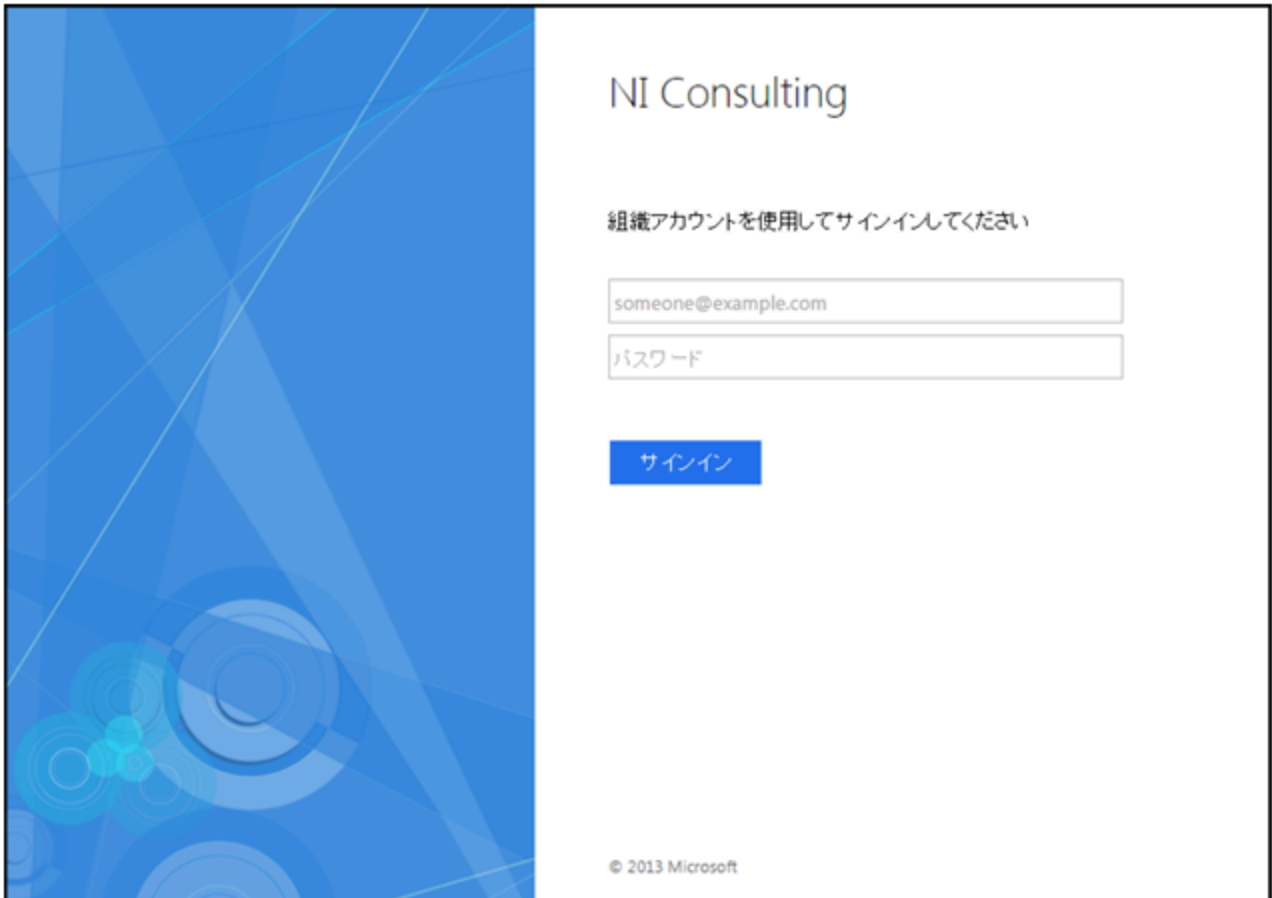 NI Consulting
組織アカウントを使用してサインインしてください
someone@example.com
パスワード
サインイン
© 2013 Microsoft